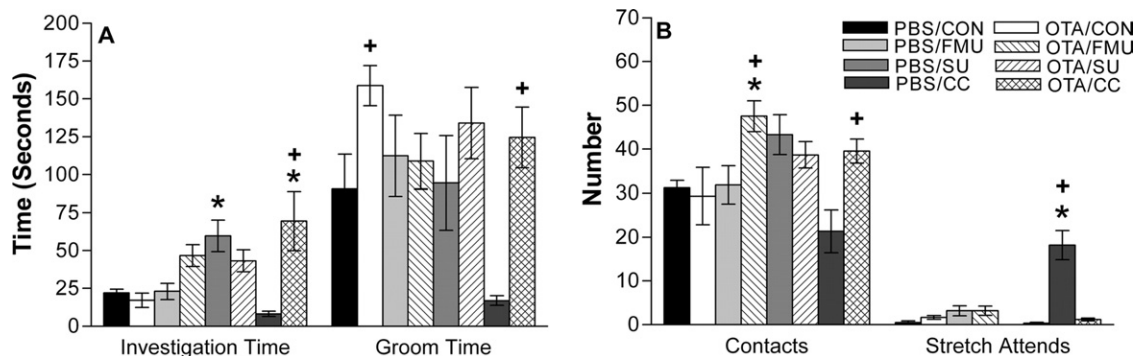 A
Time (Seconds)
200
175
150
125
100
75
50
25
0
*
+
*
+
+
Investigation Time
Groom Time
B
Number
70
60
50
40
30
20
10
0
PBS/CON
PBS/FMU
PBS/SU
PBS/CC
OTA/CON
OTA/FMU
OTA/SU
OTA/CC
+
*
+
+
*
Contacts
Stretch Attends